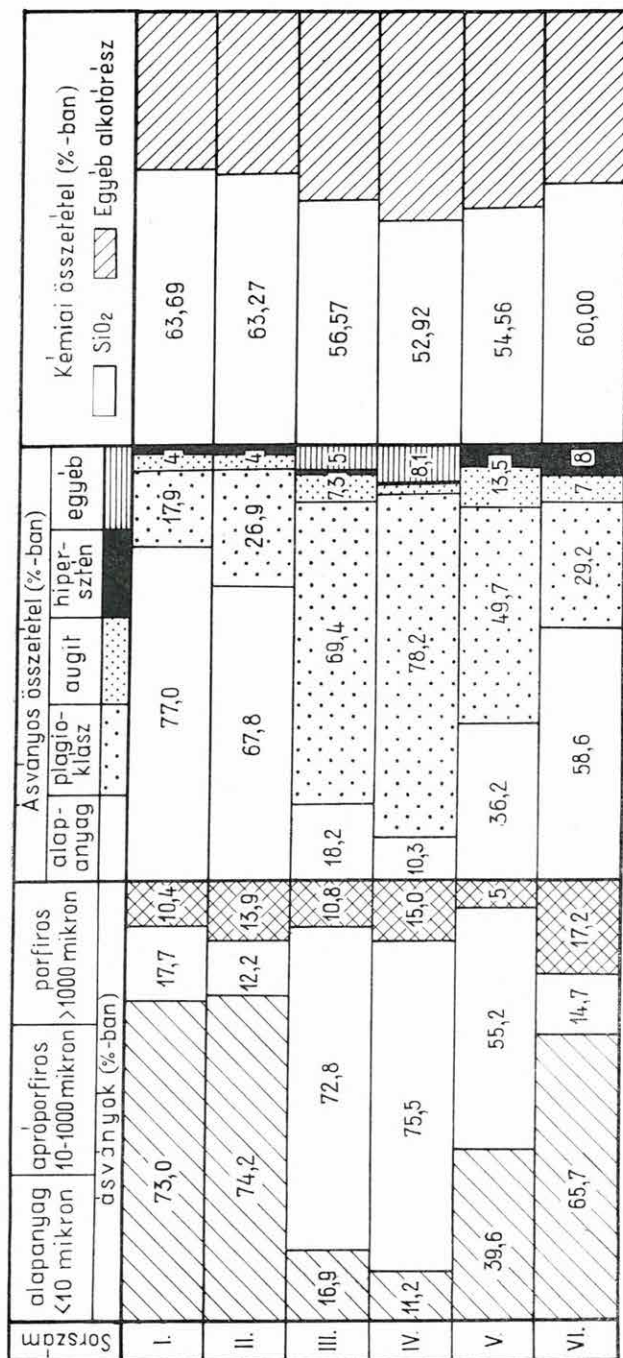 Sorszám
alapanyag
<10 mikron
apróporfiros
10-1000 mikron
porfiros
>1000 mikron
ásványok (%-ban)
Ásványos összetétel (%-ban)
alap-
anyag
plagio-
klász
augit
hiper-
sztén
egyéb
Kémiai összetétel (%-ban)
SiO₂ Egyéb alkotórész
I. 73,0 17,7 10,4 77,0 17,9 4 63,69
II. 74,2 12,2 13,9 67,8 26,9 4 63,27
III. 16,9 72,8 10,8 18,2 69,4 7,3 5 56,57
IV. 11,2 75,5 15,0 10,3 78,2 8,1 52,92
V. 39,6 55,2 5 36,2 49,7 13,5 54,56
VI. 65,7 14,7 17,2 58,6 29,2 7 8 60,00